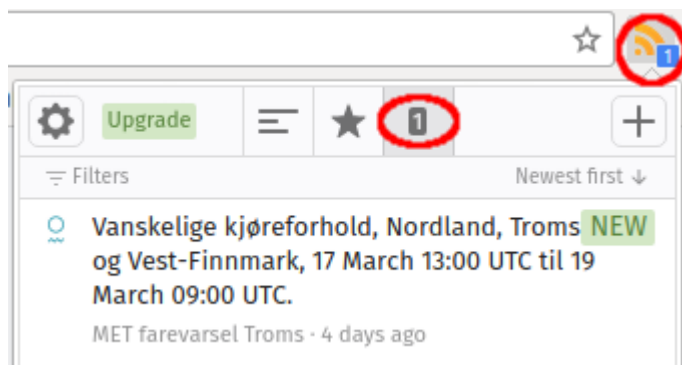 1
Upgrade
1
Filters
Newest first ↓
Vanskelige kjøreforhold, Nordland, Troms NEW
og Vest-Finnmark, 17 March 13:00 UTC til 19
March 09:00 UTC.
MET farevarsel Troms · 4 days ago